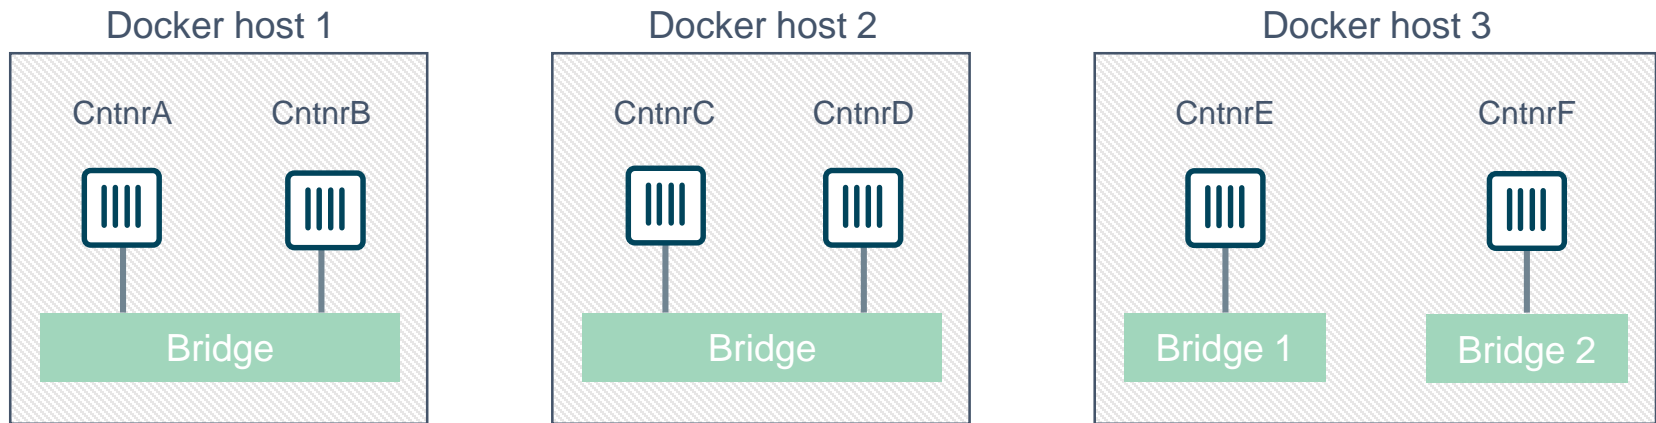 Docker host 1
Docker host 2
Docker host 3
CntnrA
CntnrB
CntnrC
CntnrD
CntnrE
CntnrF
Bridge
Bridge
Bridge 1
Bridge 2